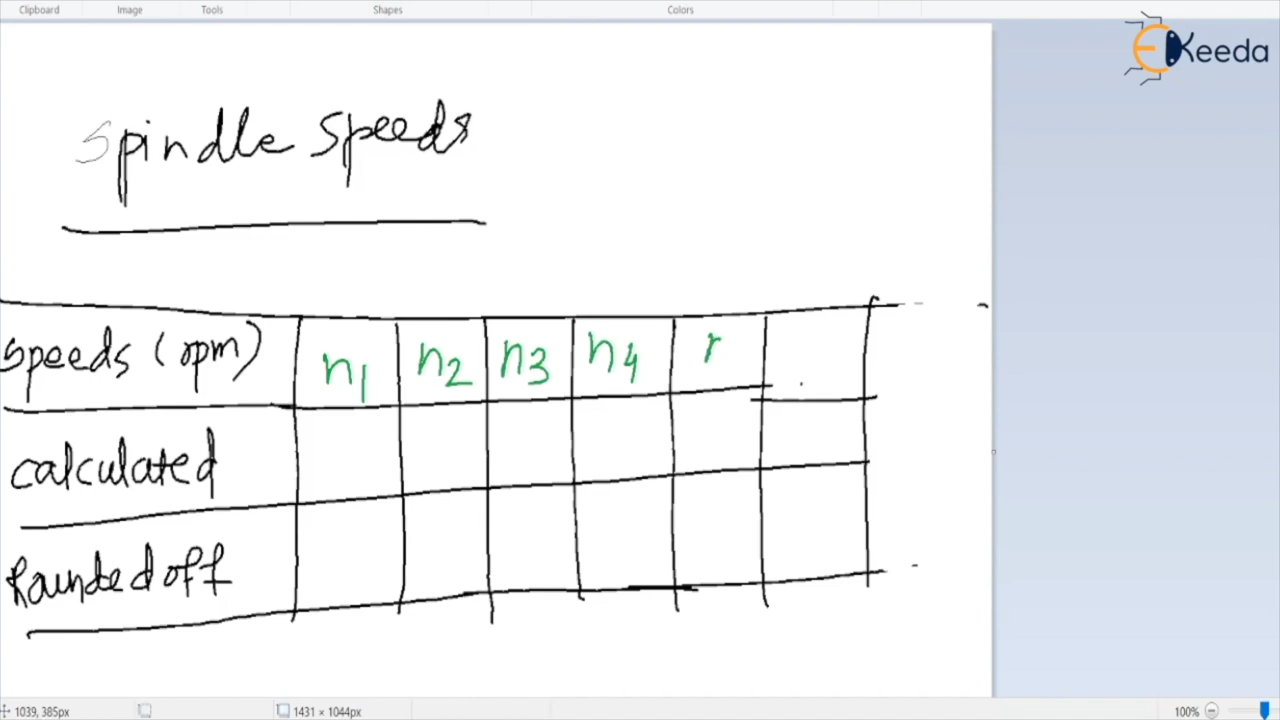 Clipboard Image Tools Shapes Colors
EKeeda
Spindle speeds
speeds (rpm) n1 n2 n3 n4
calculated
Rounded off
1039, 385px 1431 × 1044px 100%